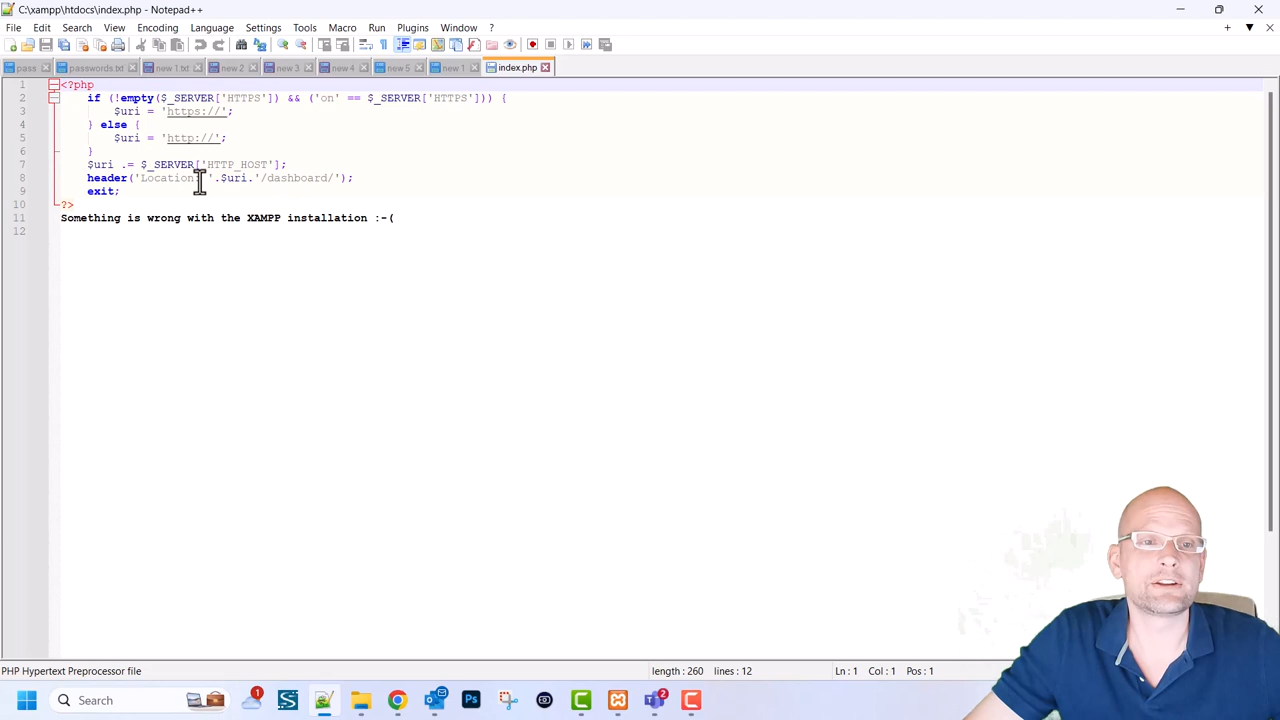 C:\xampp\htdocs\index.php - Notepad++
File Edit Search View Encoding Language Settings Tools Macro Run Plugins Window ?
pass passwords.txt new 1.txt new 2 new 3 new 4 new 5 new 1 index.php
1 <?php
2 if (!empty($_SERVER['HTTPS']) && ('on' == $_SERVER['HTTPS'])) {
3 $uri = 'https://';
4 } else {
5 $uri = 'http://';
6 }
7 $uri .= $_SERVER['HTTP_HOST'];
8 header('Location: '.$uri.'/dashboard/');
9 exit;
10 ?>
11 Something is wrong with the XAMPP installation :-(
12
PHP Hypertext Preprocessor file length : 260 lines : 12 Ln : 1 Col : 1 Pos : 1
Search 1 S Ps 2